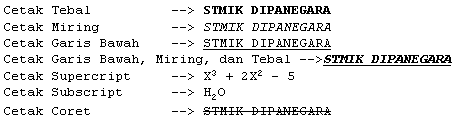 Cetak Tebal --> STMIK DIPANEGARA
Cetak Miring --> STMIK DIPANEGARA
Cetak Garis Bawah --> STMIK DIPANEGARA
Cetak Garis Bawah, Miring, dan Tebal -->STMIK DIPANEGARA
Cetak Supercript --> X³ + 2X² - 5
Cetak Subscript --> H₂O
Cetak Coret --> STMIK DIPANEGARA